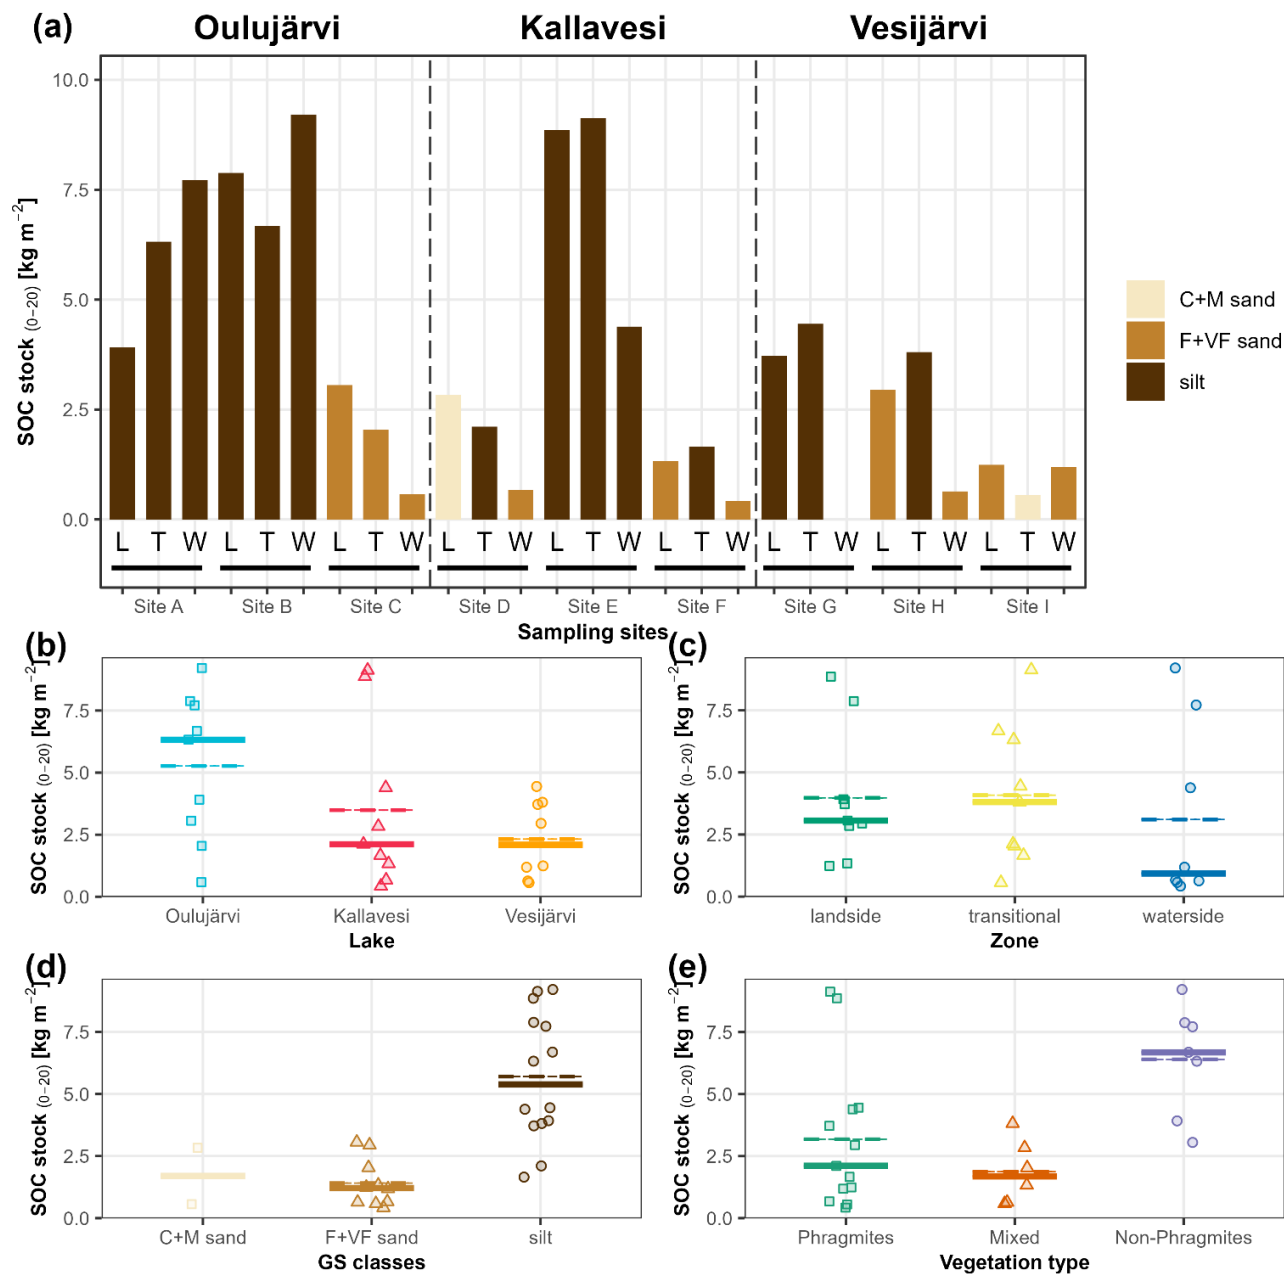 (a) Oulujärvi Kallavesi Vesijärvi
10.0
7.5
5.0
2.5
0.0
SOC stock (0−20) [kg m−2]
C+M sand
F+VF sand
silt
L T W L T W L T W L T W L T W L T W L T W L T W L T W
Site A Site B Site C Site D Site E Site F Site G Site H Site I
Sampling sites
(b)
SOC stock (0−20) [kg m−2]
7.5
5.0
2.5
0.0
Oulujärvi Kallavesi Vesijärvi
Lake
(c)
SOC stock (0−20) [kg m−2]
7.5
5.0
2.5
0.0
landside transitional waterside
Zone
(d)
SOC stock (0−20) [kg m−2]
7.5
5.0
2.5
0.0
C+M sand F+VF sand silt
GS classes
(e)
SOC stock (0−20) [kg m−2]
7.5
5.0
2.5
0.0
Phragmites Mixed Non-Phragmites
Vegetation type